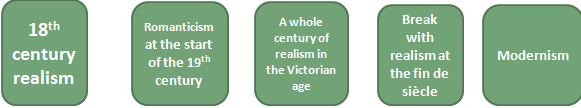 18th
century
realism
Romanticism
at the start
of the 19th
century
A whole
century of
realism in
the Victorian
age
Break
with
realism at
the fin de
siècle
Modernism